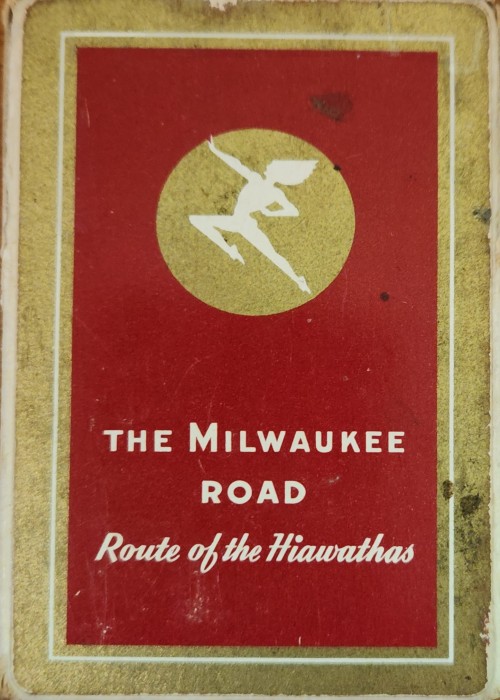 THE MILWAUKEE
ROAD
Route of the Hiawathas